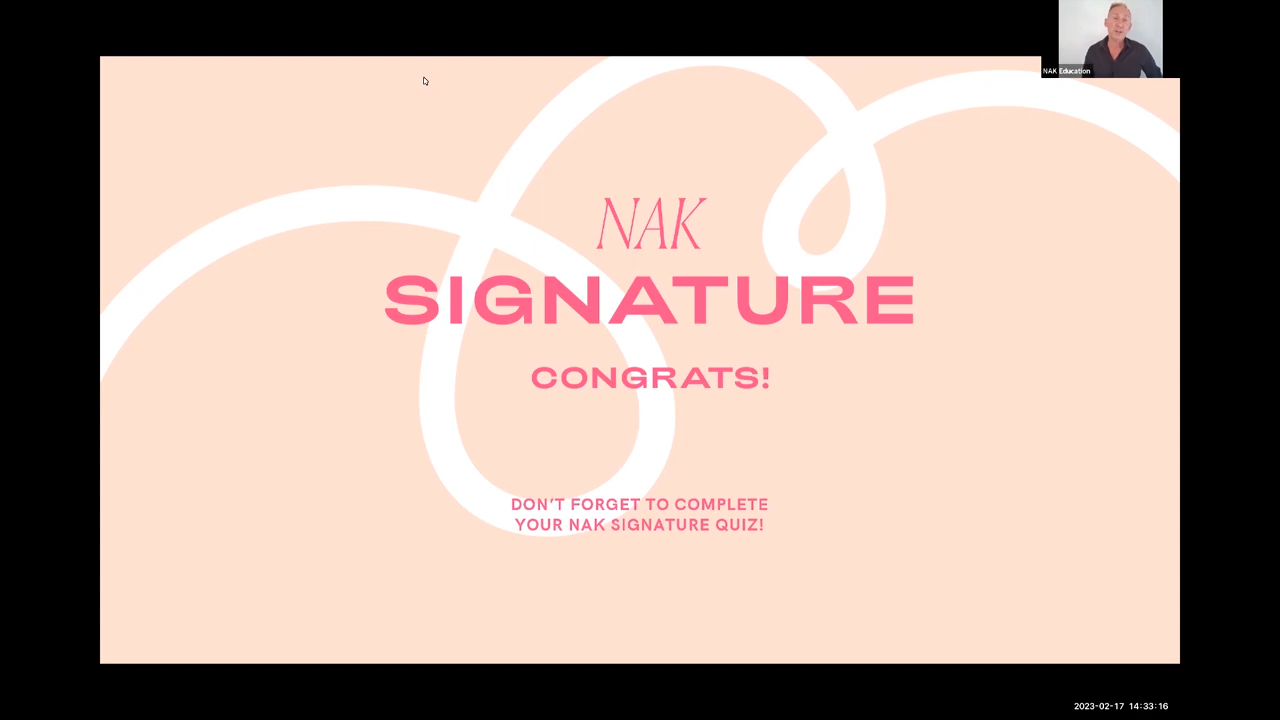 NAK Education
NAK
SIGNATURE
CONGRATS!
DON'T FORGET TO COMPLETE
YOUR NAK SIGNATURE QUIZ!
2023-02-17 14:33:16